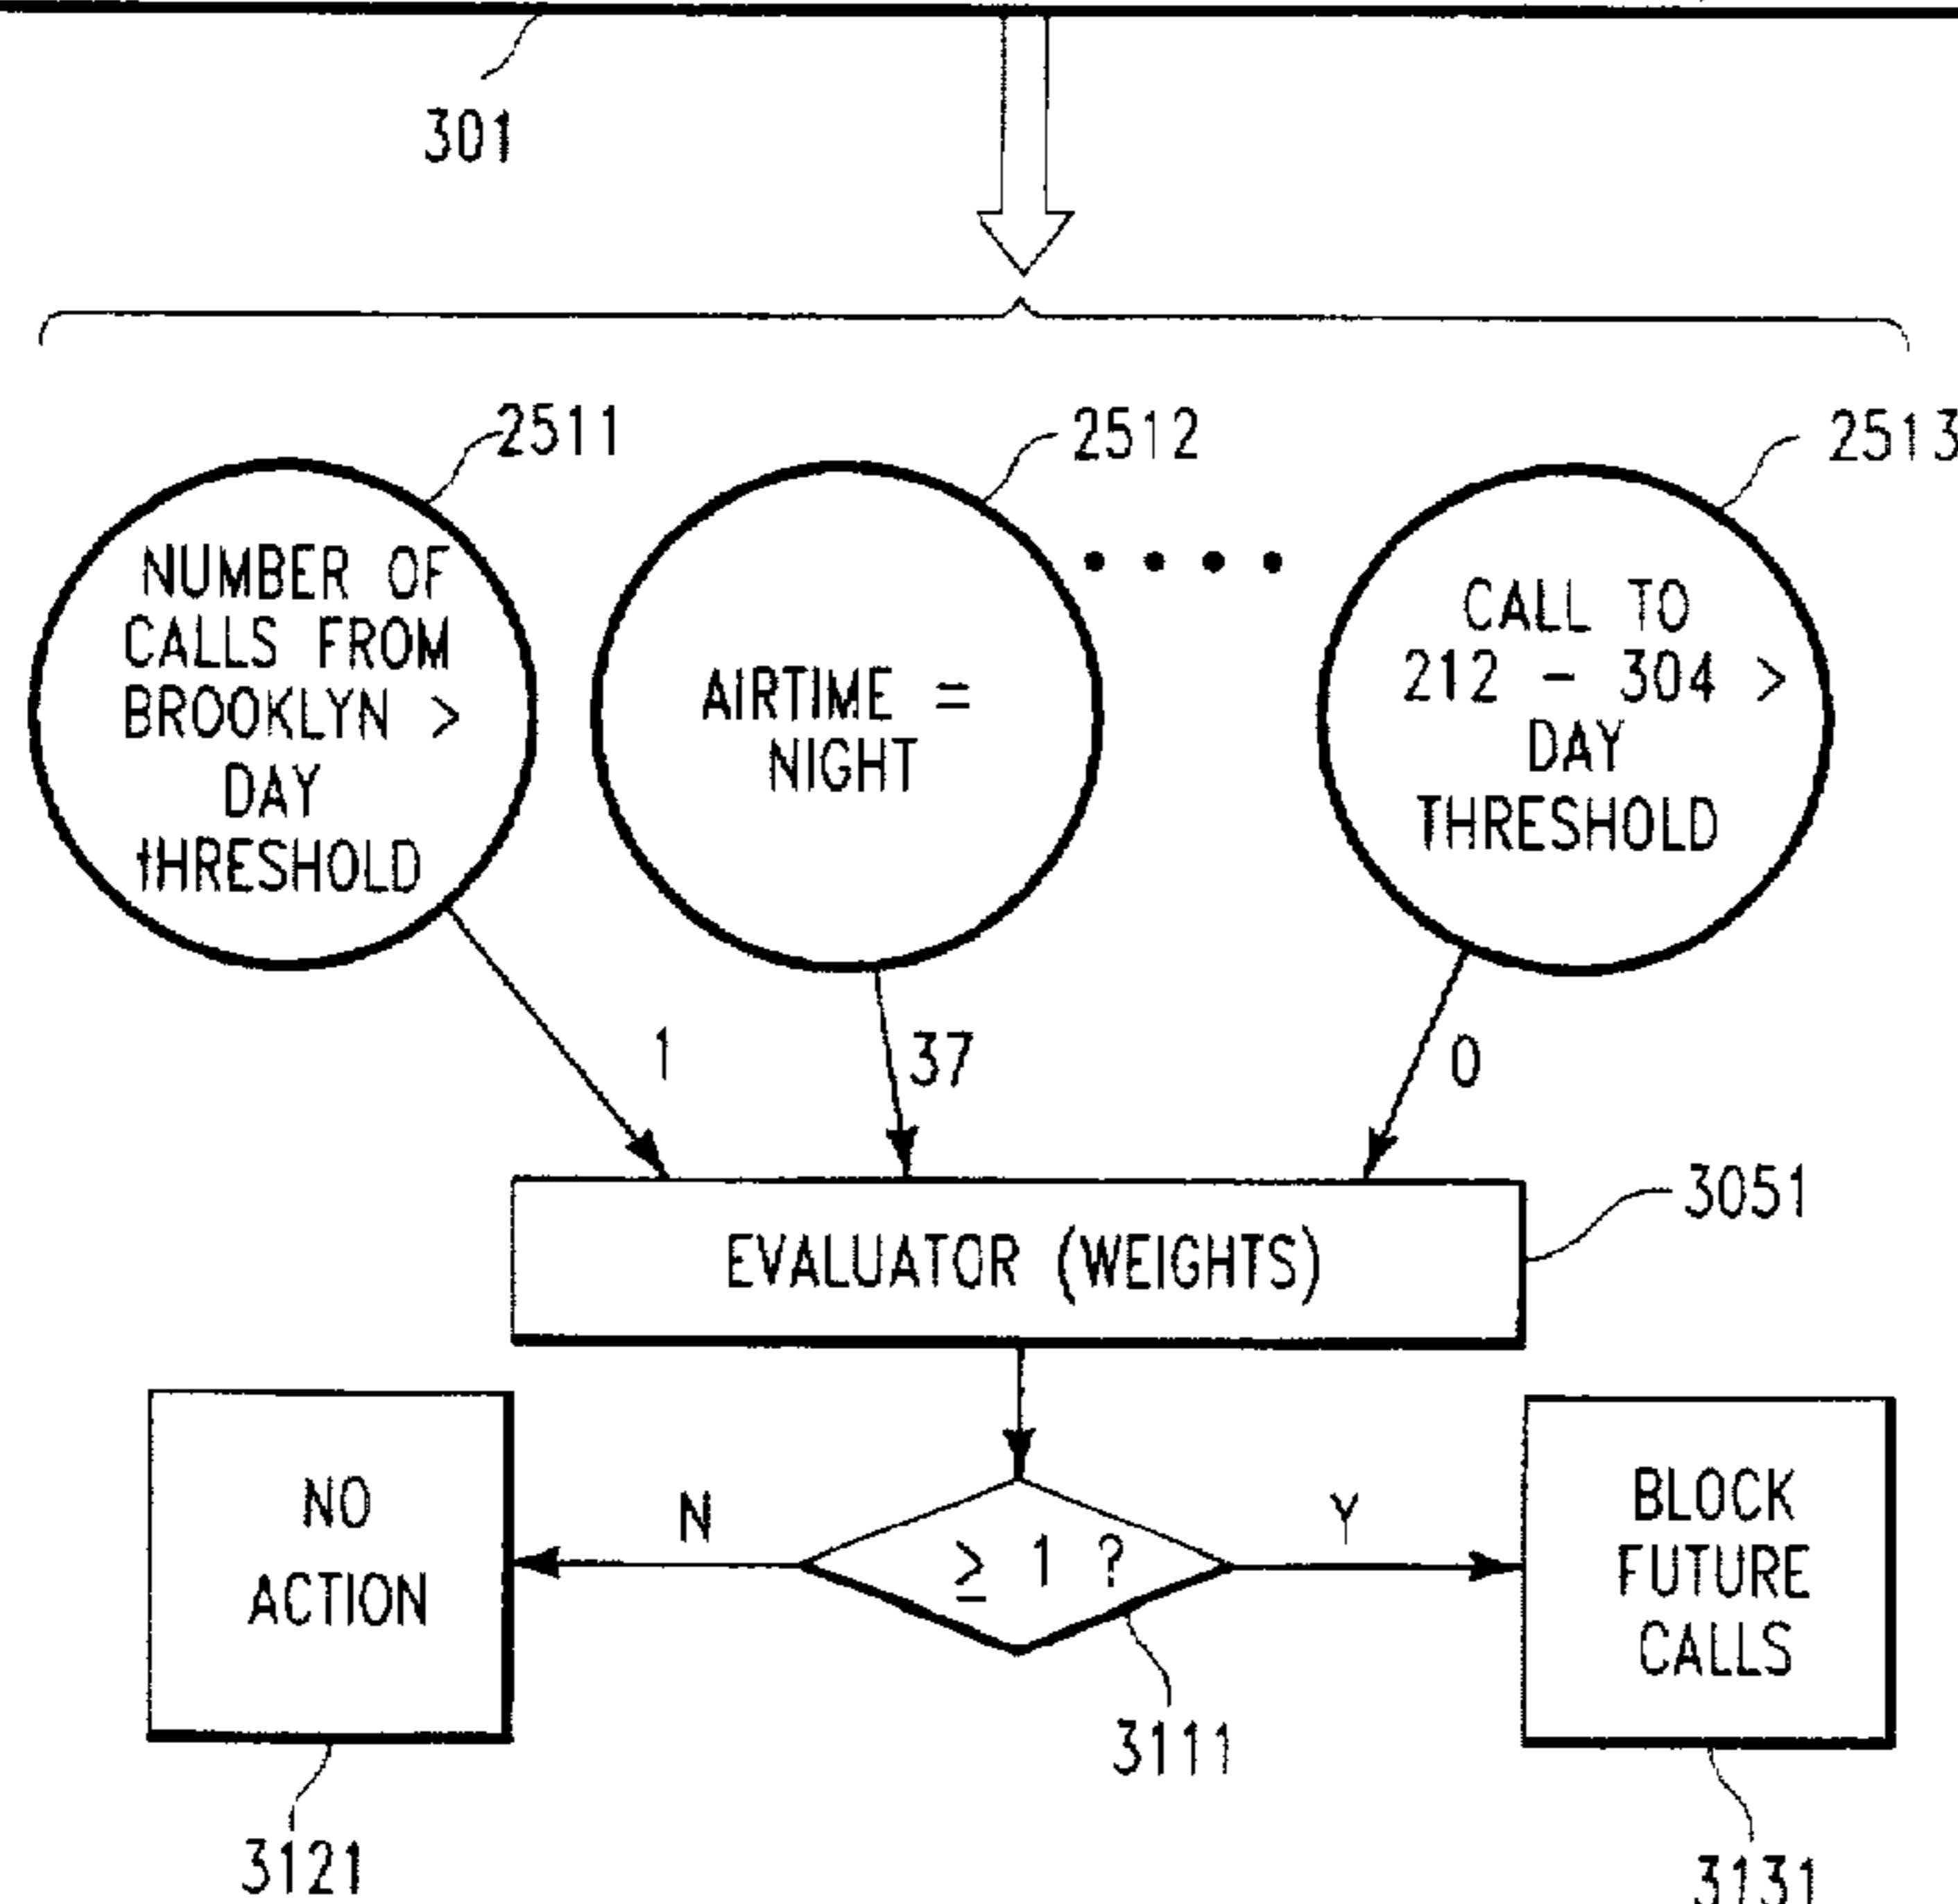 301
2511
2512
2513
NUMBER OF
CALLS FROM
BROOKLYN >
DAY
tHRESHOLD
AIRTIME =
NIGHT
CALL TO
212 - 304 >
DAY
THRESHOLD
1
37
0
3051
EVALUATOR (WEIGHTS)
NO
ACTION
N
≥ 1 ?
Y
BLOCK
FUTURE
CALLS
3111
3121
3131